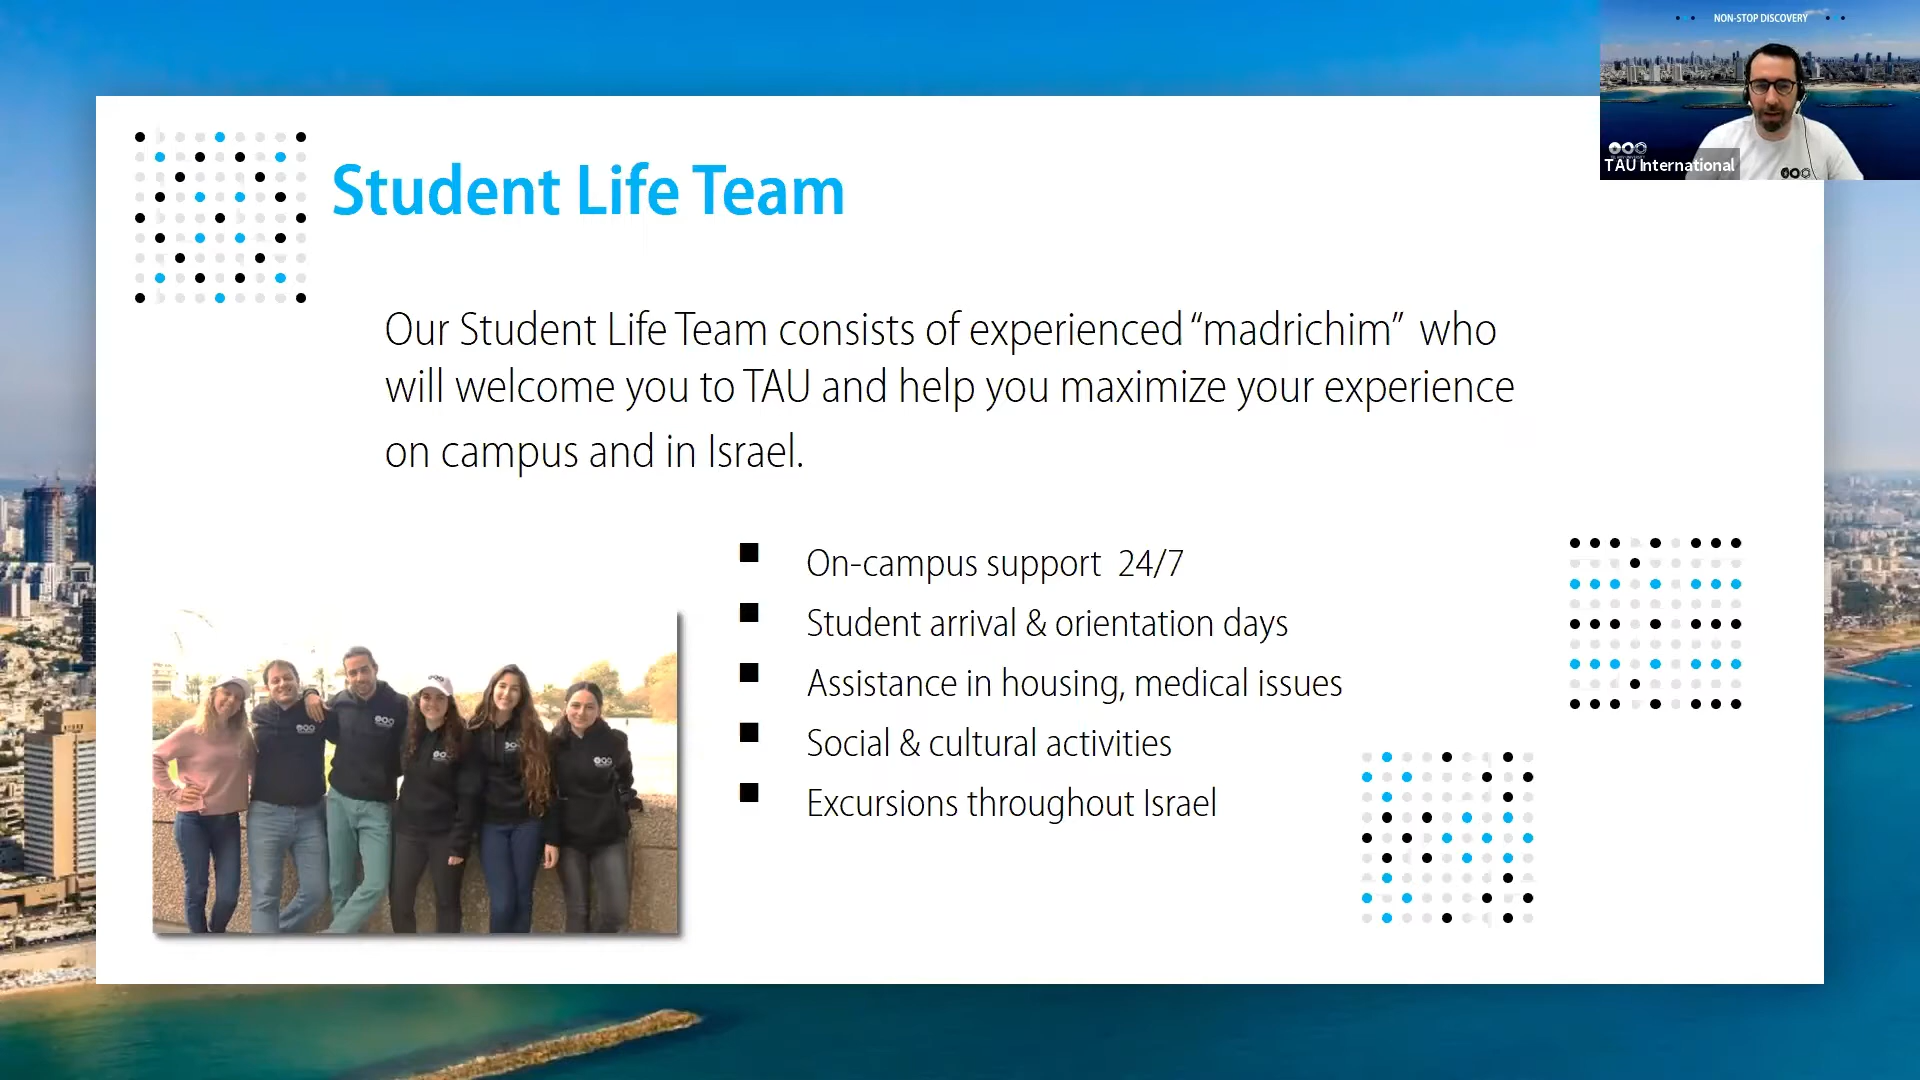 NON-STOP DISCOVERY
TAU International
Student Life Team
Our Student Life Team consists of experienced “madrichim” who
will welcome you to TAU and help you maximize your experience
on campus and in Israel.
On-campus support 24/7
Student arrival & orientation days
Assistance in housing, medical issues
Social & cultural activities
Excursions throughout Israel